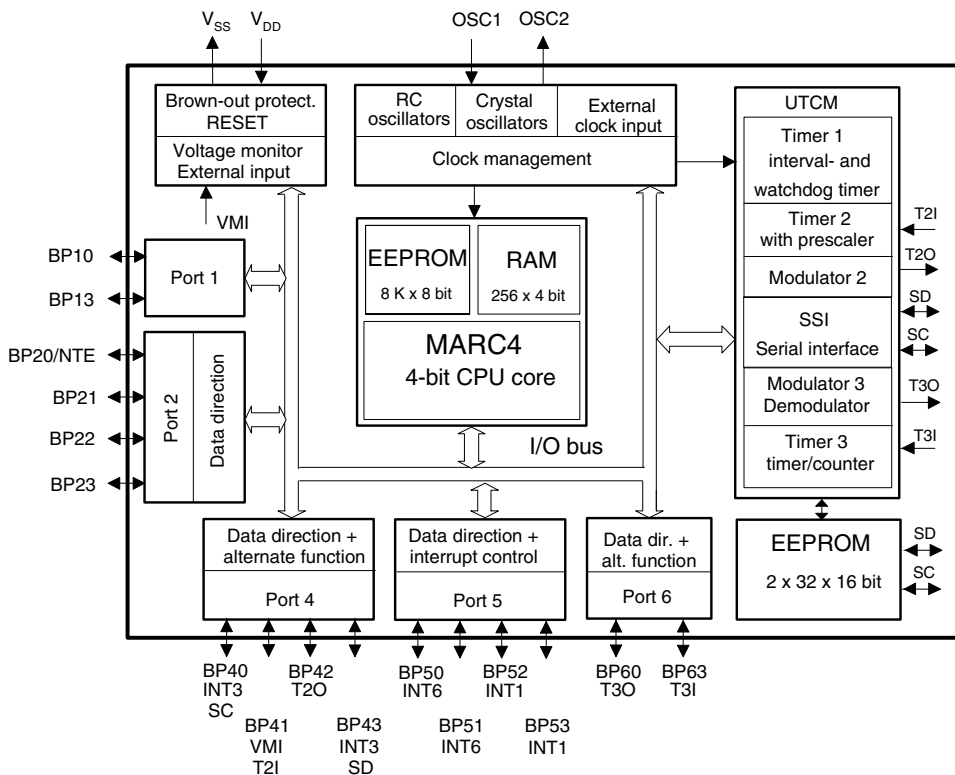 VSS
VDD
OSC1
OSC2
Brown-out protect.
RESET
Voltage monitor
External input
VMI
RC
oscillators
Crystal
oscillators
External
clock input
Clock management
UTCM
Timer 1
interval- and
watchdog timer
Timer 2
with prescaler
Modulator 2
SSI
Serial interface
Modulator 3
Demodulator
Timer 3
timer/counter
T2I
T2O
SD
SC
T3O
T3I
EEPROM
8 K x 8 bit
RAM
256 x 4 bit
MARC4
4-bit CPU core
I/O bus
BP10
BP13
Port 1
BP20/NTE
BP21
BP22
BP23
Port 2
Data direction
Data direction +
alternate function
Port 4
Data direction +
interrupt control
Port 5
Data dir. +
alt. function
Port 6
EEPROM
2 x 32 x 16 bit
SD
SC
BP40
INT3
SC
BP41
VMI
T2I
BP42
T2O
BP43
INT3
SD
BP50
INT6
BP51
INT6
BP52
INT1
BP53
INT1
BP60
T3O
BP63
T3I